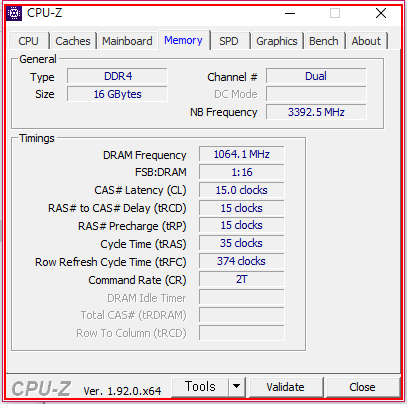 CPU-Z
CPU Caches Mainboard Memory SPD Graphics Bench About
General
Type DDR4 Channel # Dual
Size 16 GBytes DC Mode
NB Frequency 3392.5 MHz
Timings
DRAM Frequency 1064.1 MHz
FSB:DRAM 1:16
CAS# Latency (CL) 15.0 clocks
RAS# to CAS# Delay (tRCD) 15 clocks
RAS# Precharge (tRP) 15 clocks
Cycle Time (tRAS) 35 clocks
Row Refresh Cycle Time (tRFC) 374 clocks
Command Rate (CR) 2T
DRAM Idle Timer
Total CAS# (tRDRAM)
Row To Column (tRCD)
CPU-Z Ver. 1.92.0.x64 Tools Validate Close